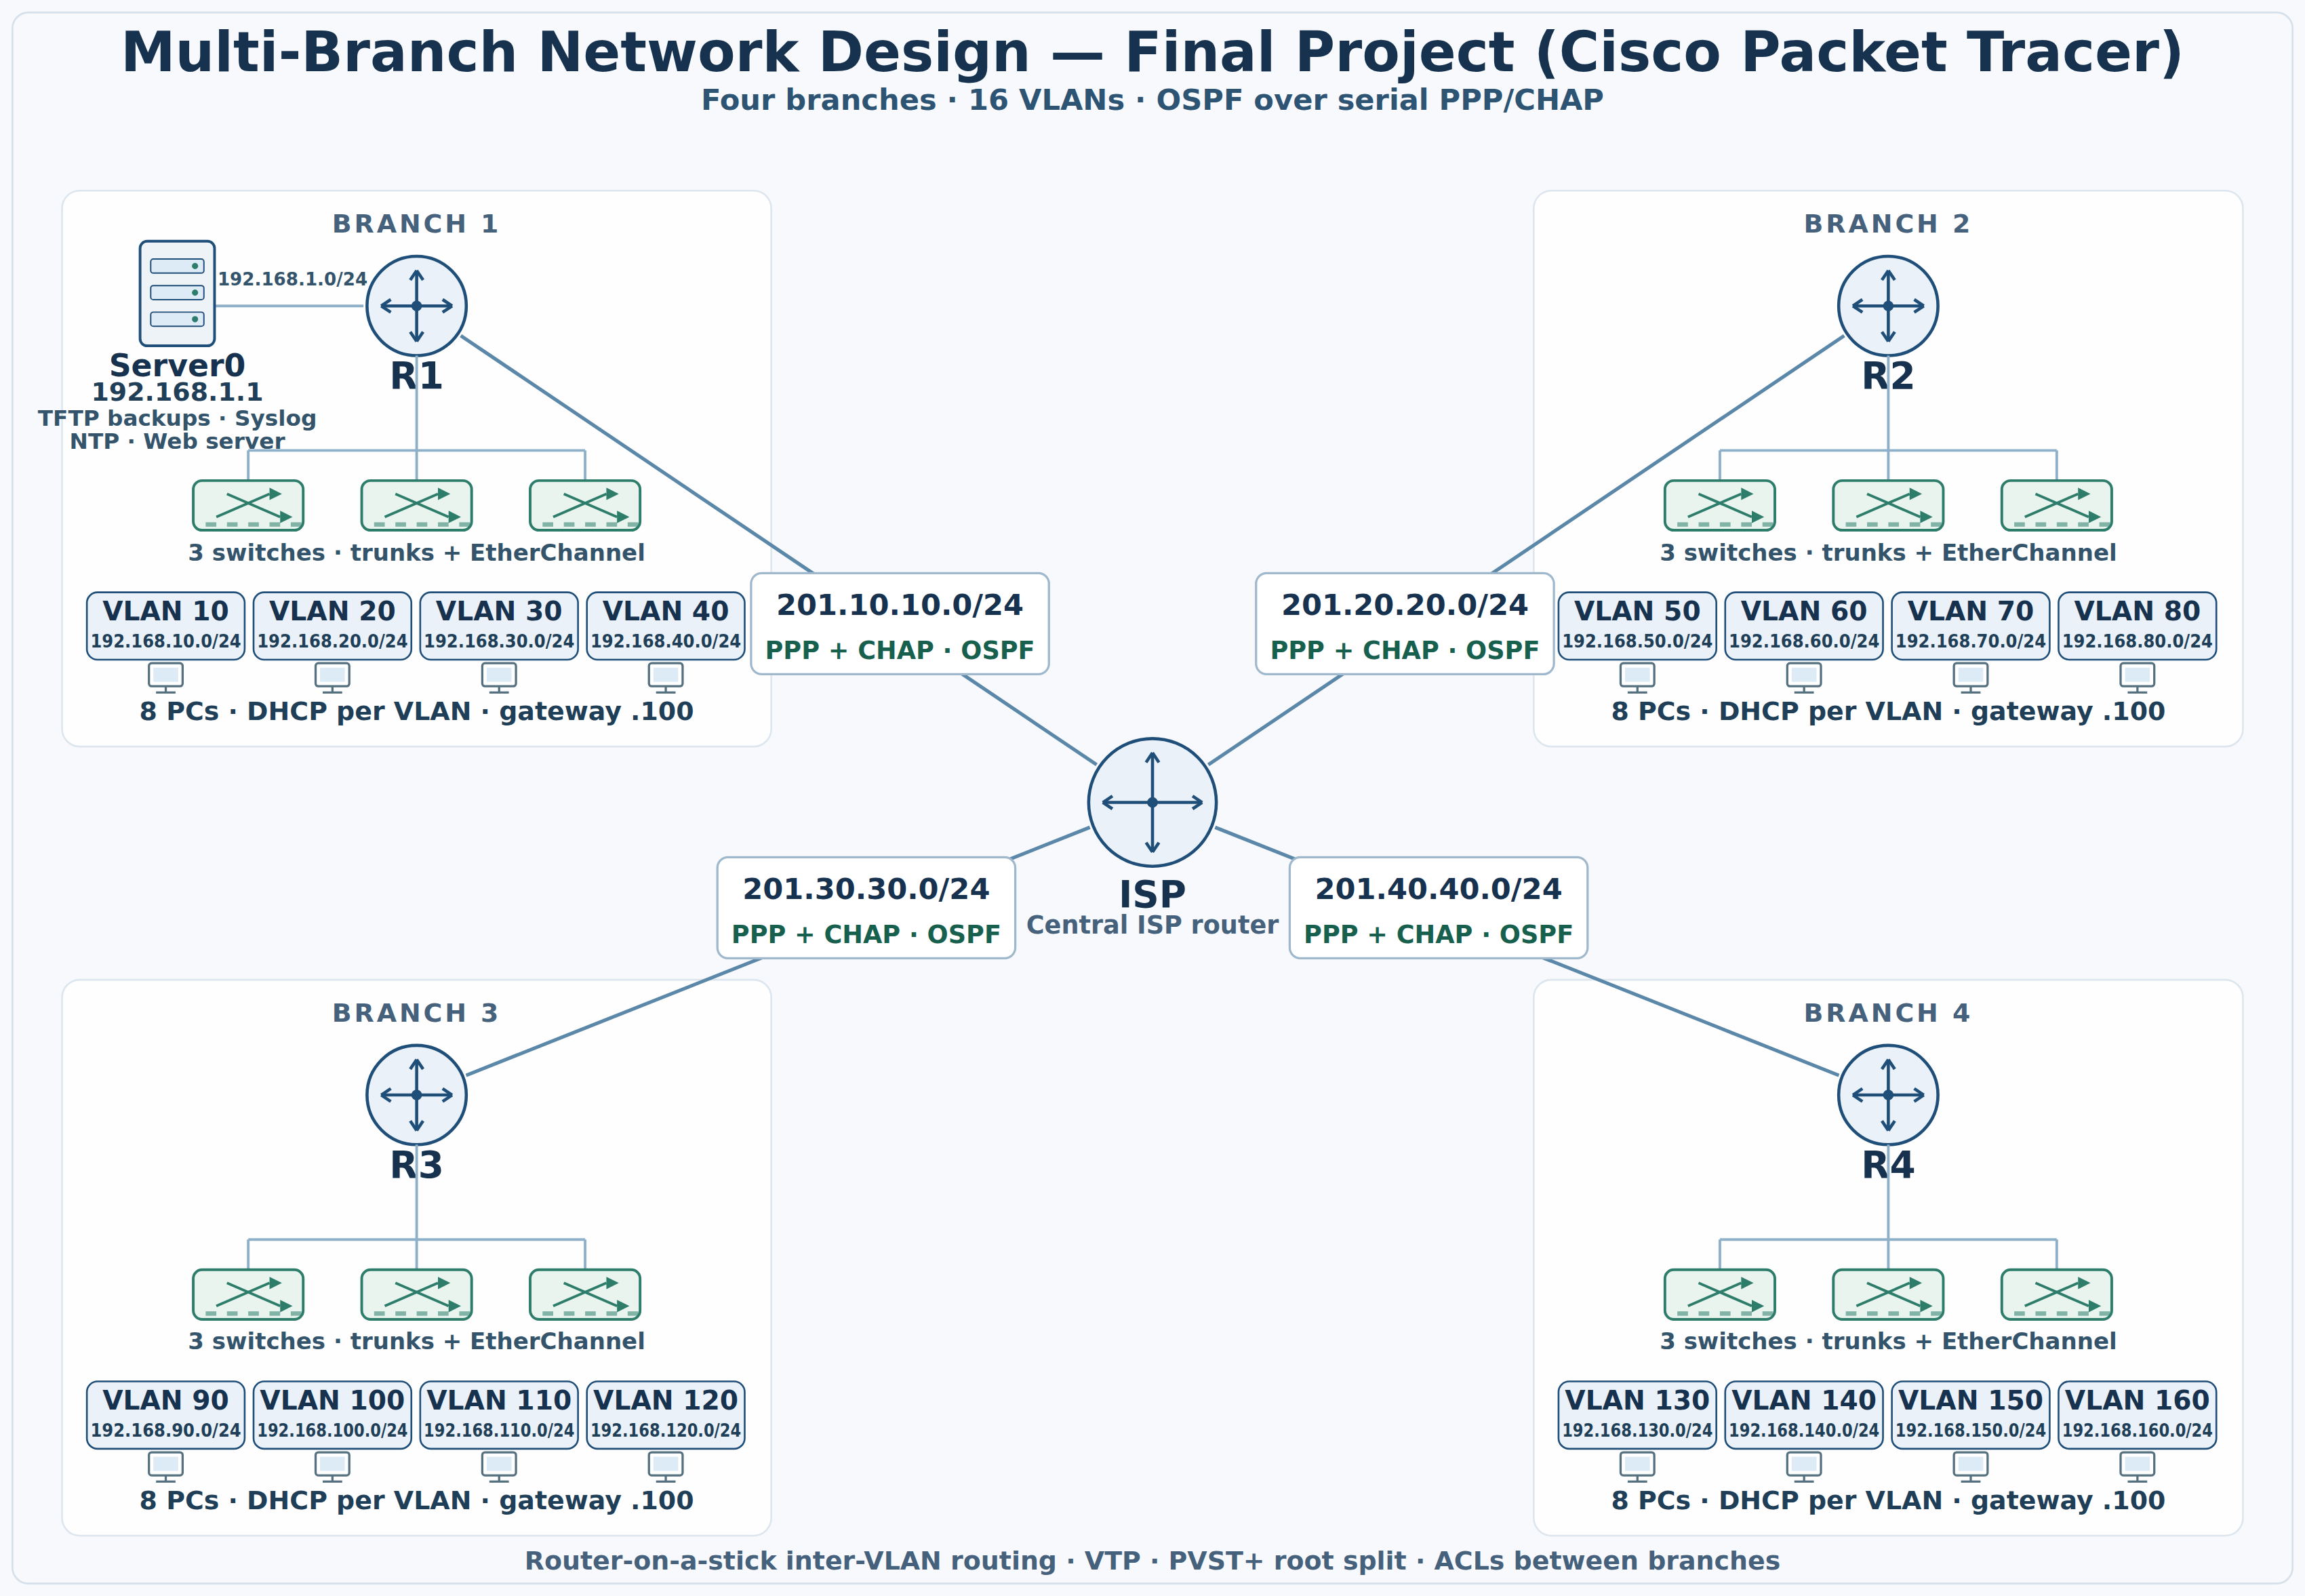 Multi-Branch Network Design — Final Project (Cisco Packet Tracer)
Four branches · 16 VLANs · OSPF over serial PPP/CHAP
BRANCH 1
192.168.1.0/24
Server0
192.168.1.1
TFTP backups · Syslog
NTP · Web server
R1
3 switches · trunks + EtherChannel
VLAN 10
192.168.10.0/24
VLAN 20
192.168.20.0/24
VLAN 30
192.168.30.0/24
VLAN 40
192.168.40.0/24
8 PCs · DHCP per VLAN · gateway .100
BRANCH 2
R2
3 switches · trunks + EtherChannel
VLAN 50
192.168.50.0/24
VLAN 60
192.168.60.0/24
VLAN 70
192.168.70.0/24
VLAN 80
192.168.80.0/24
8 PCs · DHCP per VLAN · gateway .100
201.10.10.0/24
PPP + CHAP · OSPF
201.20.20.0/24
PPP + CHAP · OSPF
201.30.30.0/24
PPP + CHAP · OSPF
ISP
Central ISP router
201.40.40.0/24
PPP + CHAP · OSPF
BRANCH 3
R3
3 switches · trunks + EtherChannel
VLAN 90
192.168.90.0/24
VLAN 100
192.168.100.0/24
VLAN 110
192.168.110.0/24
VLAN 120
192.168.120.0/24
8 PCs · DHCP per VLAN · gateway .100
BRANCH 4
R4
3 switches · trunks + EtherChannel
VLAN 130
192.168.130.0/24
VLAN 140
192.168.140.0/24
VLAN 150
192.168.150.0/24
VLAN 160
192.168.160.0/24
8 PCs · DHCP per VLAN · gateway .100
Router-on-a-stick inter-VLAN routing · VTP · PVST+ root split · ACLs between branches